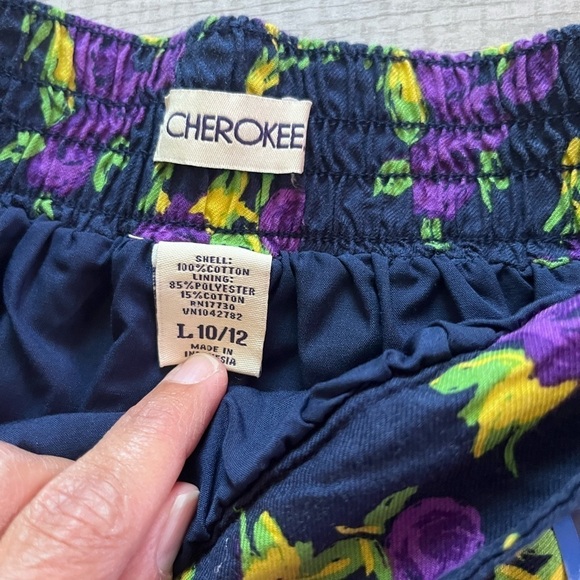 CHEROKEE
SHELL:
100%COTTON
LINING:
85%POLYESTER
15%COTTON
RN17730
VN1042782
L 10/12
MADE IN